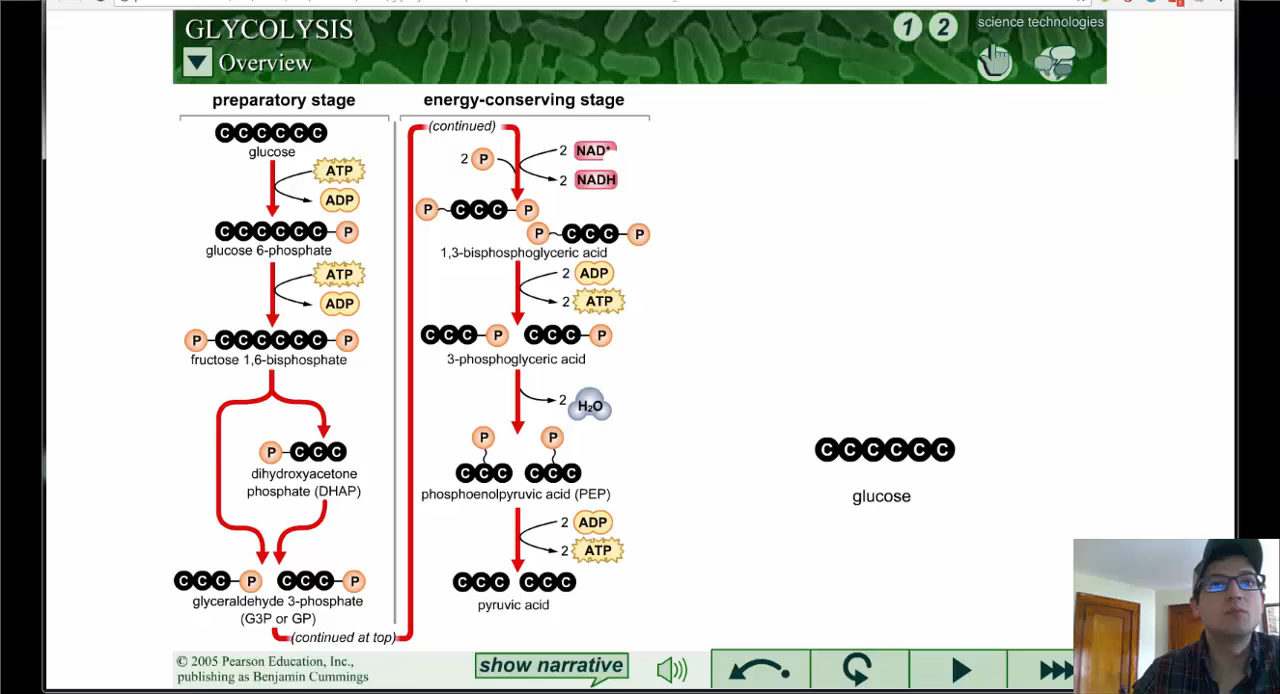 GLYCOLYSIS
Overview
1 2
science technologies
preparatory stage
CCCCCC
glucose
ATP
ADP
CCCCCC P
glucose 6-phosphate
ATP
ADP
P CCCCCC P
fructose 1,6-bisphosphate
P CCC
dihydroxyacetone
phosphate (DHAP)
CCC P CCC P
glyceraldehyde 3-phosphate
(G3P or GP)
(continued at top)
energy-conserving stage
(continued)
2 P
2 NAD+
2 NADH
P CCC P
P CCC P
1,3-bisphosphoglyceric acid
2 ADP
2 ATP
CCC P CCC P
3-phosphoglyceric acid
2 H₂O
P P
CCC CCC
phosphoenolpyruvic acid (PEP)
2 ADP
2 ATP
CCC CCC
pyruvic acid
CCCCCC
glucose
© 2005 Pearson Education, Inc.,
publishing as Benjamin Cummings
show narrative